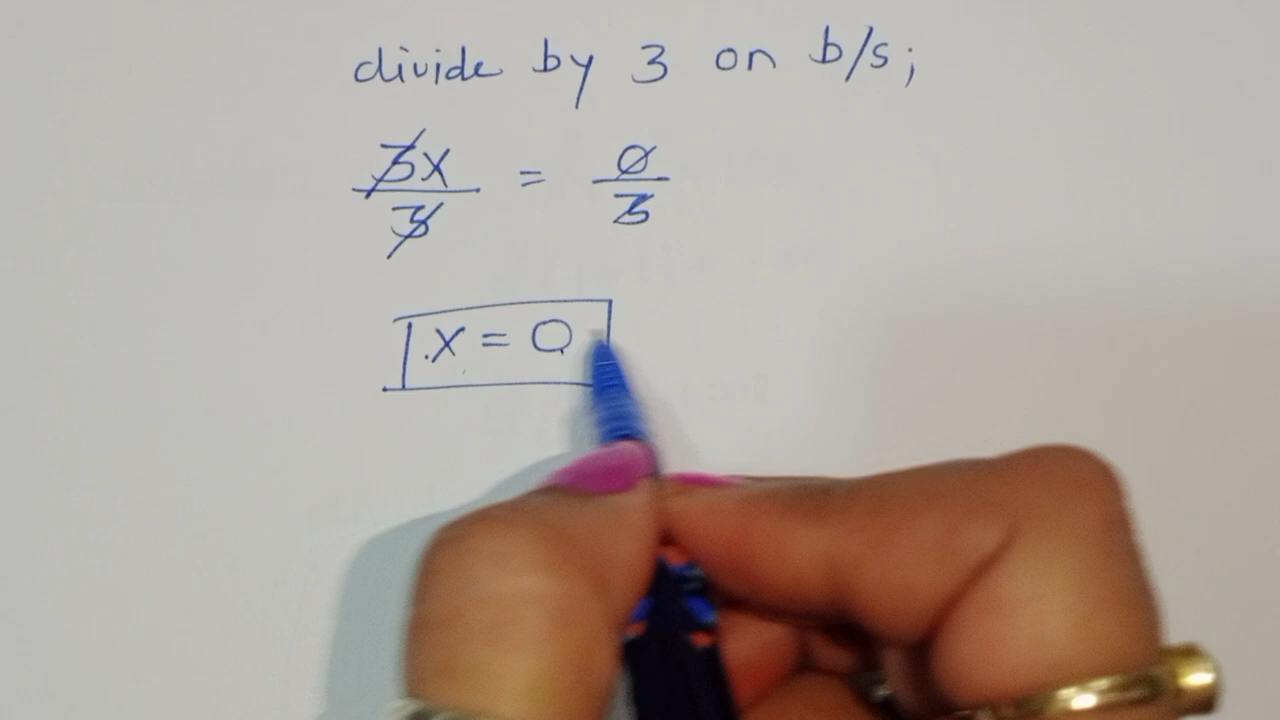 divide by 3 on b/s;
3x/3 = 0/3
x = 0